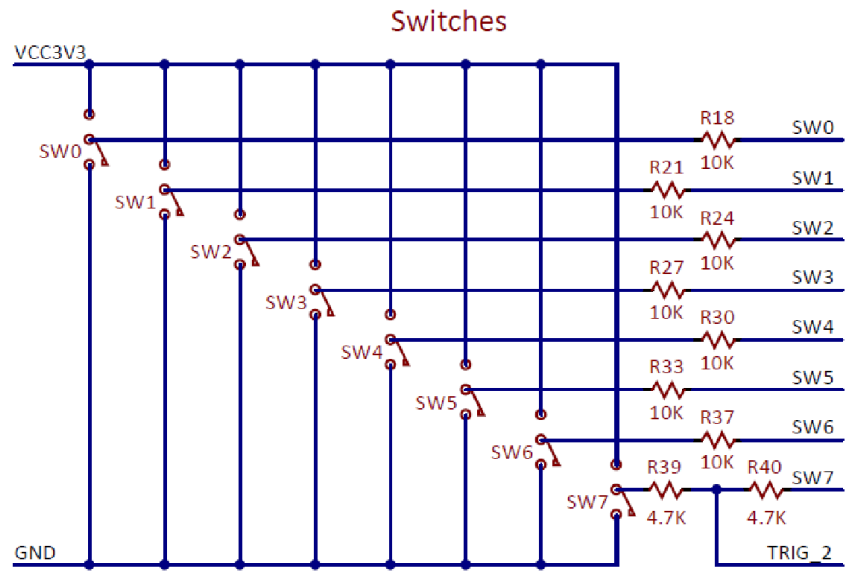 Switches
VCC3V3
R18
SW0
SW0
10K
R21
SW1
SW1
10K
R24
SW2
SW2
10K
R27
SW3
SW3
10K
R30
SW4
SW4
10K
R33
SW5
SW5
10K
R37
SW6
SW6
10K
R39
R40
SW7
SW7
4.7K
4.7K
GND
TRIG_2